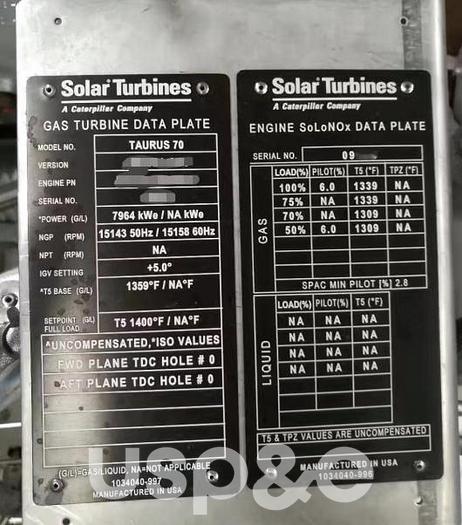 Solar® Turbines
A Caterpillar Company
GAS TURBINE DATA PLATE
MODEL NO. TAURUS 70
VERSION
ENGINE PN
SERIAL NO.
*POWER (G/L) 7964 kWe / NA kWe
NGP (RPM) 15143 50Hz / 15158 60Hz
NPT (RPM) NA
IGV SETTING +5.0°
^T5 BASE (G/L) 1359°F / NA°F
SETPOINT (G/L) FULL LOAD T5 1400°F / NA°F
^UNCOMPENSATED,*ISO VALUES
FWD PLANE TDC HOLE # 0
AFT PLANE TDC HOLE # 0
(G/L)=GAS/LIQUID, NA=NOT APPLICABLE
1034040-997
MANUFACTURED IN USA
Solar® Turbines
A Caterpillar Company
ENGINE SoLoNOx DATA PLATE
SERIAL NO. 09
GAS
LOAD(%) PILOT(%) T5 (°F) TPZ (°F)
100% 6.0 1339 NA
75% NA 1339 NA
70% NA 1309 NA
50% 6.0 1309 NA
SPAC MIN PILOT [%] 2.8
LIQUID
LOAD(%) PILOT(%) T5 (°F)
NA NA NA
NA NA NA
NA NA NA
NA NA NA
T5 & TPZ VALUES ARE UNCOMPENSATED
MANUFACTURED IN USA
1034040-996
usp&o